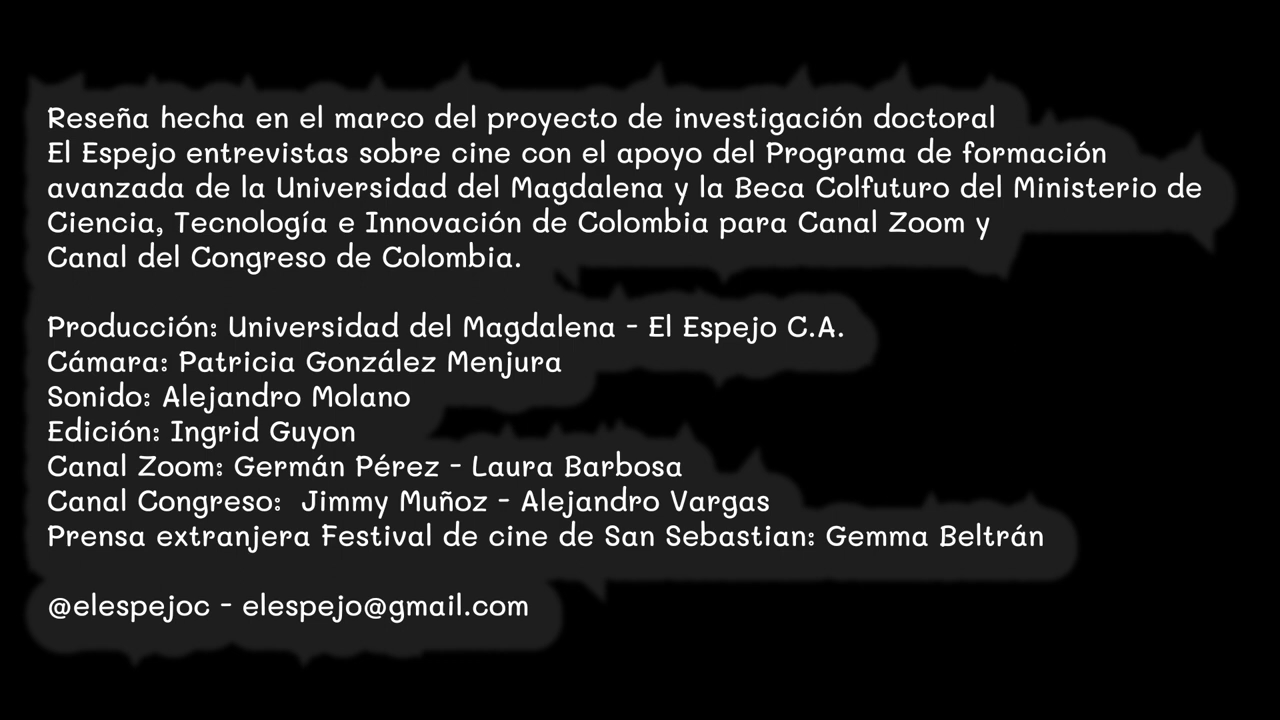 Reseña hecha en el marco del proyecto de investigación doctoral
El Espejo entrevistas sobre cine con el apoyo del Programa de formación
avanzada de la Universidad del Magdalena y la Beca Colfuturo del Ministerio de
Ciencia, Tecnología e Innovación de Colombia para Canal Zoom y
Canal del Congreso de Colombia.
Producción: Universidad del Magdalena - El Espejo C.A.
Cámara: Patricia González Menjura
Sonido: Alejandro Molano
Edición: Ingrid Guyon
Canal Zoom: Germán Pérez - Laura Barbosa
Canal Congreso:  Jimmy Muñoz - Alejandro Vargas
Prensa extranjera Festival de cine de San Sebastian: Gemma Beltrán
@elespejoc - elespejo@gmail.com